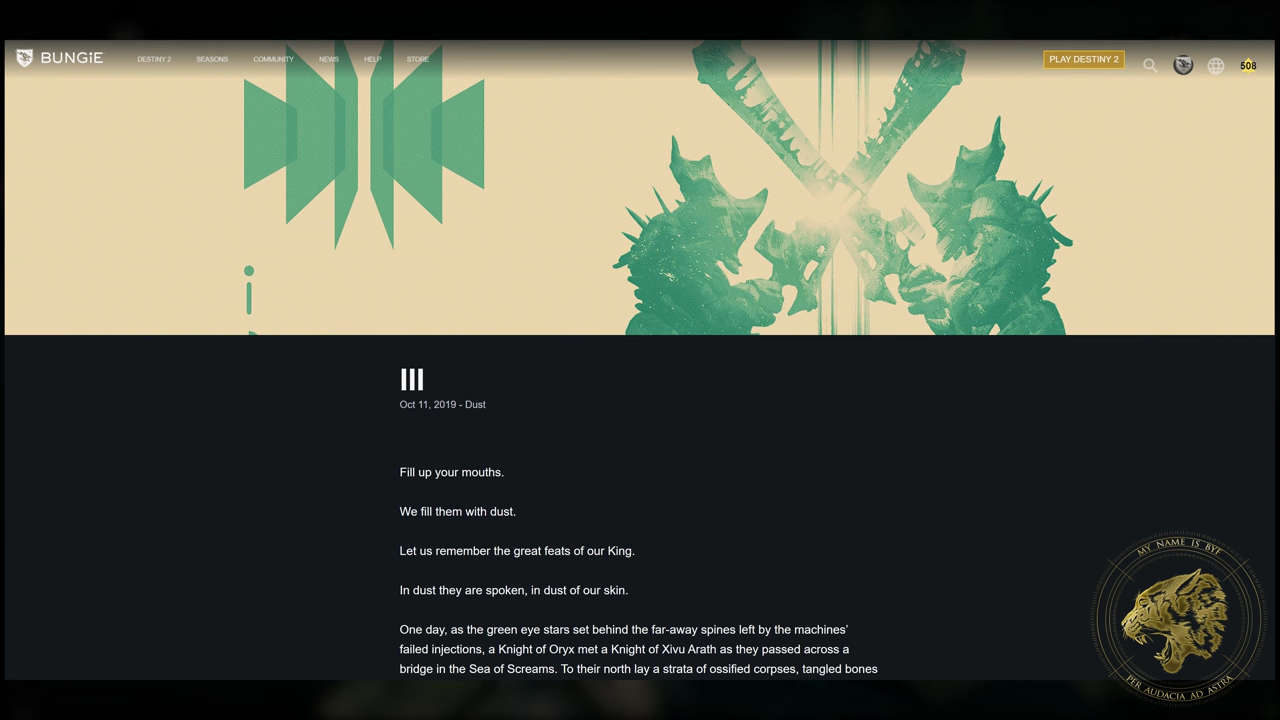 BUNGiE
DESTINY 2 SEASONS COMMUNITY NEWS HELP STORE
PLAY DESTINY 2
508
III
Oct 11, 2019 - Dust
Fill up your mouths.
We fill them with dust.
Let us remember the great feats of our King.
In dust they are spoken, in dust of our skin.
One day, as the green eye stars set behind the far-away spines left by the machines’
failed injections, a Knight of Oryx met a Knight of Xivu Arath as they passed across a
bridge in the Sea of Screams. To their north lay a strata of ossified corpses, tangled bones
MY NAME IS BYF
PER AUDACIA AD ASTRA